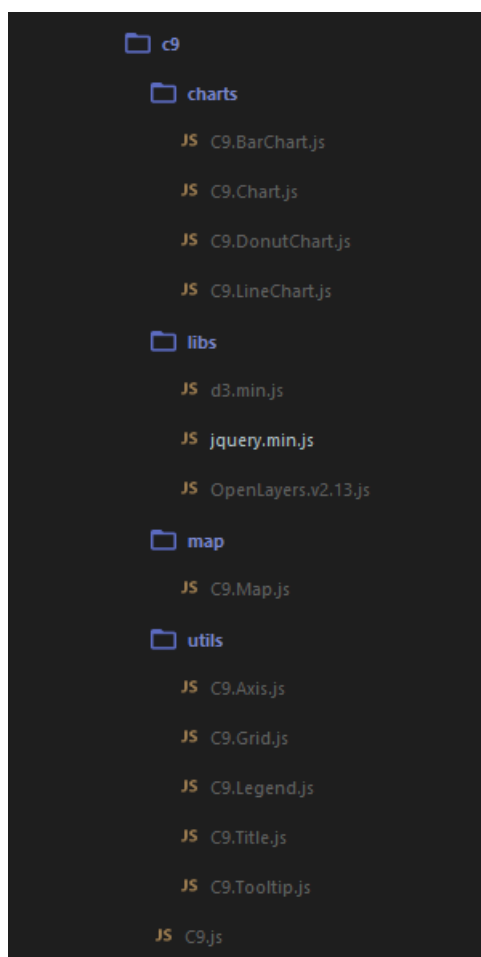 c9
charts
JS C9.BarChart.js
JS C9.Chart.js
JS C9.DonutChart.js
JS C9.LineChart.js
libs
JS d3.min.js
JS jquery.min.js
JS OpenLayers.v2.13.js
map
JS C9.Map.js
utils
JS C9.Axis.js
JS C9.Grid.js
JS C9.Legend.js
JS C9.Title.js
JS C9.Tooltip.js
JS C9.js